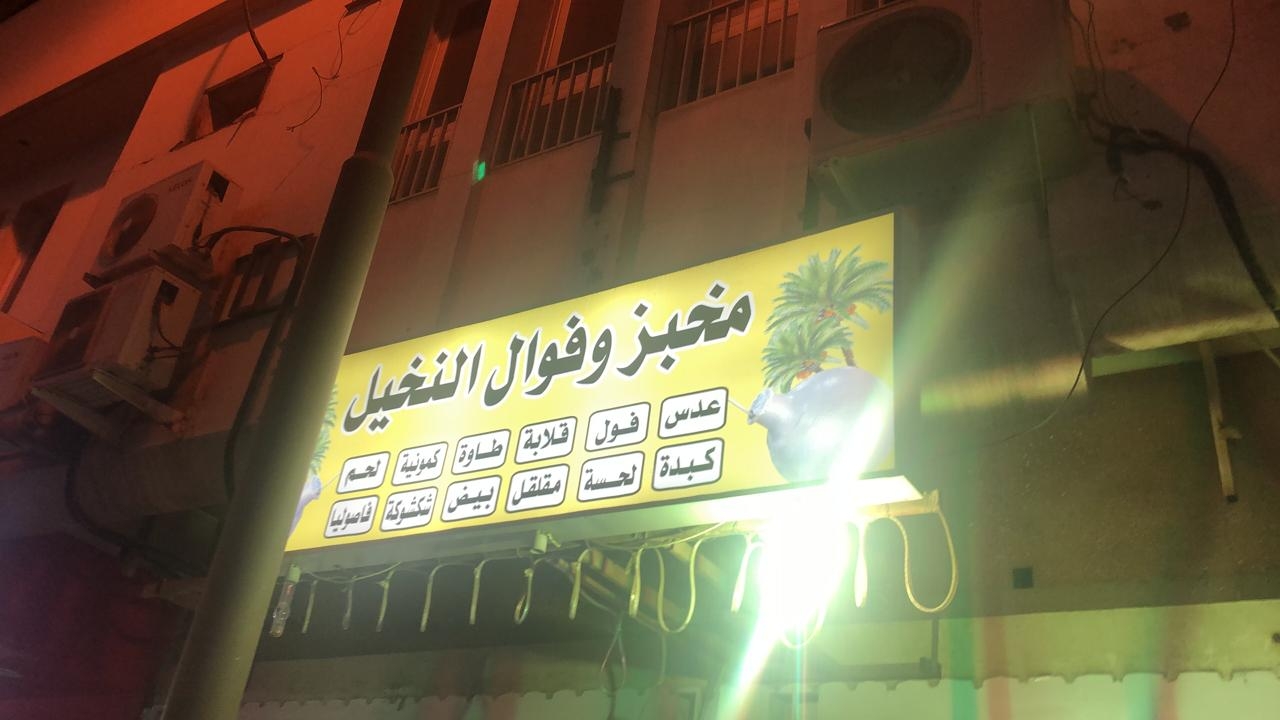 مخبز وفوال النخيل
عدس فول قلابة طاوة كمونية لحم
كبدة لحسة مقلقل بيض شكشوكة فاصوليا